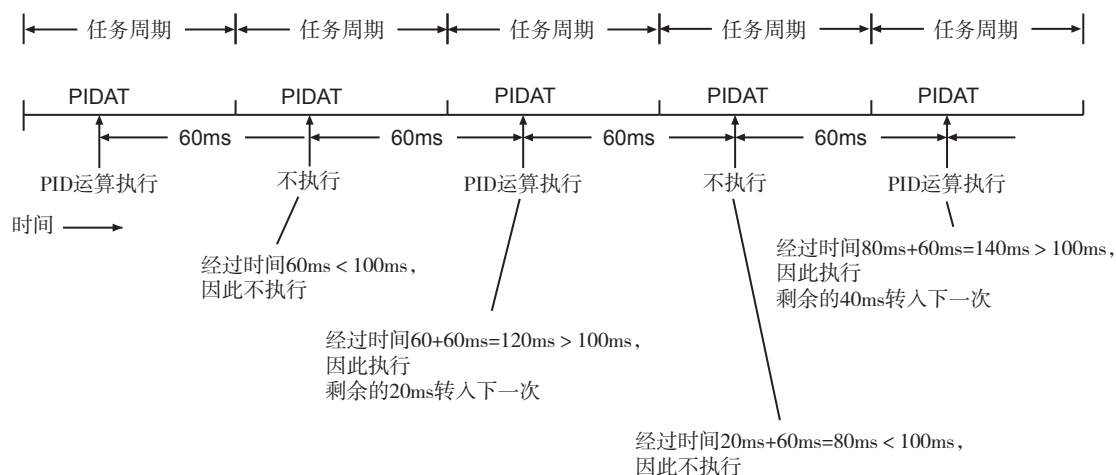 任务周期 任务周期 任务周期 任务周期 任务周期
PIDAT PIDAT PIDAT PIDAT PIDAT
60ms 60ms 60ms 60ms
PID运算执行 不执行 PID运算执行 不执行 PID运算执行
时间
经过时间60ms＜100ms，
因此不执行
经过时间60+60ms=120ms＞100ms，
因此执行
剩余的20ms转入下一次
经过时间20ms+60ms=80ms＜100ms，
因此不执行
经过时间80ms+60ms=140ms＞100ms，
因此执行
剩余的40ms转入下一次